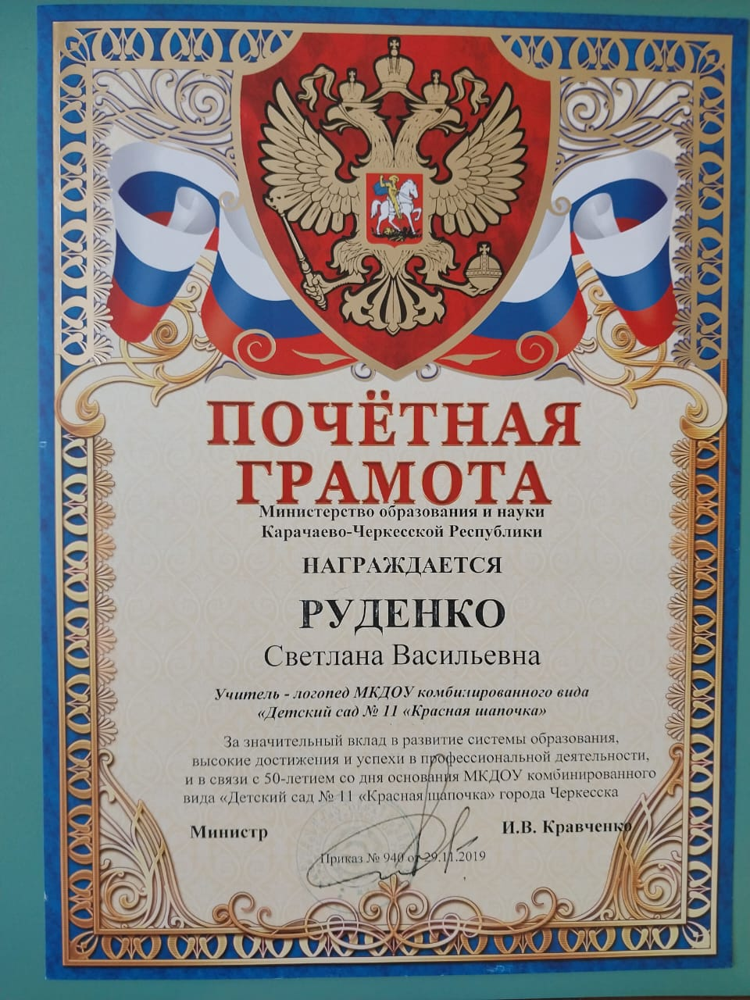 ПОЧЁТНАЯ
ГРАМОТА
Министерство образования и науки
Карачаево-Черкесской Республики
НАГРАЖДАЕТСЯ
РУДЕНКО
Светлана Васильевна
Учитель - логопед МКДОУ комбинированного вида
«Детский сад № 11 «Красная шапочка»
За значительный вклад в развитие системы образования,
высокие достижения и успехи в профессиональной деятельности,
и в связи с 50-летием со дня основания МКДОУ комбинированного
вида «Детский сад № 11 «Красная шапочка» города Черкесска
Министр И.В. Кравченко
Приказ № 940 от 29.11.2019